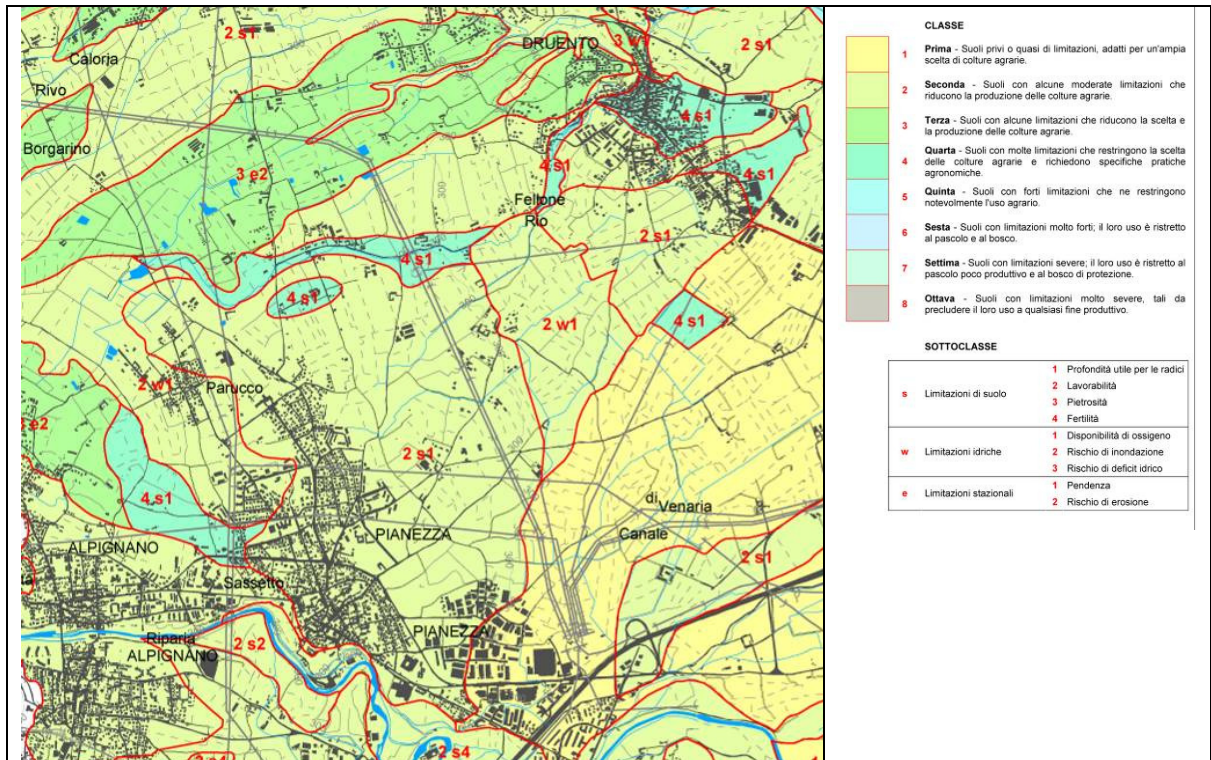 2 s1
DRUENTO
3 w1
2 s1
Caloria
Rivo
Borgarino
300
300
4 s1
4 s1
4 s1
3 e2
300
Fellone
Rio
2 s1
4 s1
4 s1
4 s1
2 w1
2 w1
Parucco
2 s1
4 s1
di
Venaria
Canale
ALPIGNANO
PIANEZZA
2 s1
300
Sassetto
Riparia
ALPIGNANO
2 s2
PIANEZZA
2 s4
CLASSE
1 Prima - Suoli privi o quasi di limitazioni, adatti per un'ampia
scelta di colture agrarie.
2 Seconda - Suoli con alcune moderate limitazioni che
riducono la produzione delle colture agrarie.
3 Terza - Suoli con alcune limitazioni che riducono la scelta e
la produzione delle colture agrarie.
4 Quarta - Suoli con molte limitazioni che restringono la scelta
delle colture agrarie e richiedono specifiche pratiche
agronomiche.
5 Quinta - Suoli con forti limitazioni che ne restringono
notevolmente l'uso agrario.
6 Sesta - Suoli con limitazioni molto forti; il loro uso è ristretto
al pascolo e al bosco.
7 Settima - Suoli con limitazioni severe; il loro uso è ristretto al
pascolo poco produttivo e al bosco di protezione.
8 Ottava - Suoli con limitazioni molto severe, tali da
precludere il loro uso a qualsiasi fine produttivo.
SOTTOCLASSE
s Limitazioni di suolo
1 Profondità utile per le radici
2 Lavorabilità
3 Pietrosità
4 Fertilità
w Limitazioni idriche
1 Disponibilità di ossigeno
2 Rischio di inondazione
3 Rischio di deficit idrico
e Limitazioni stazionali
1 Pendenza
2 Rischio di erosione